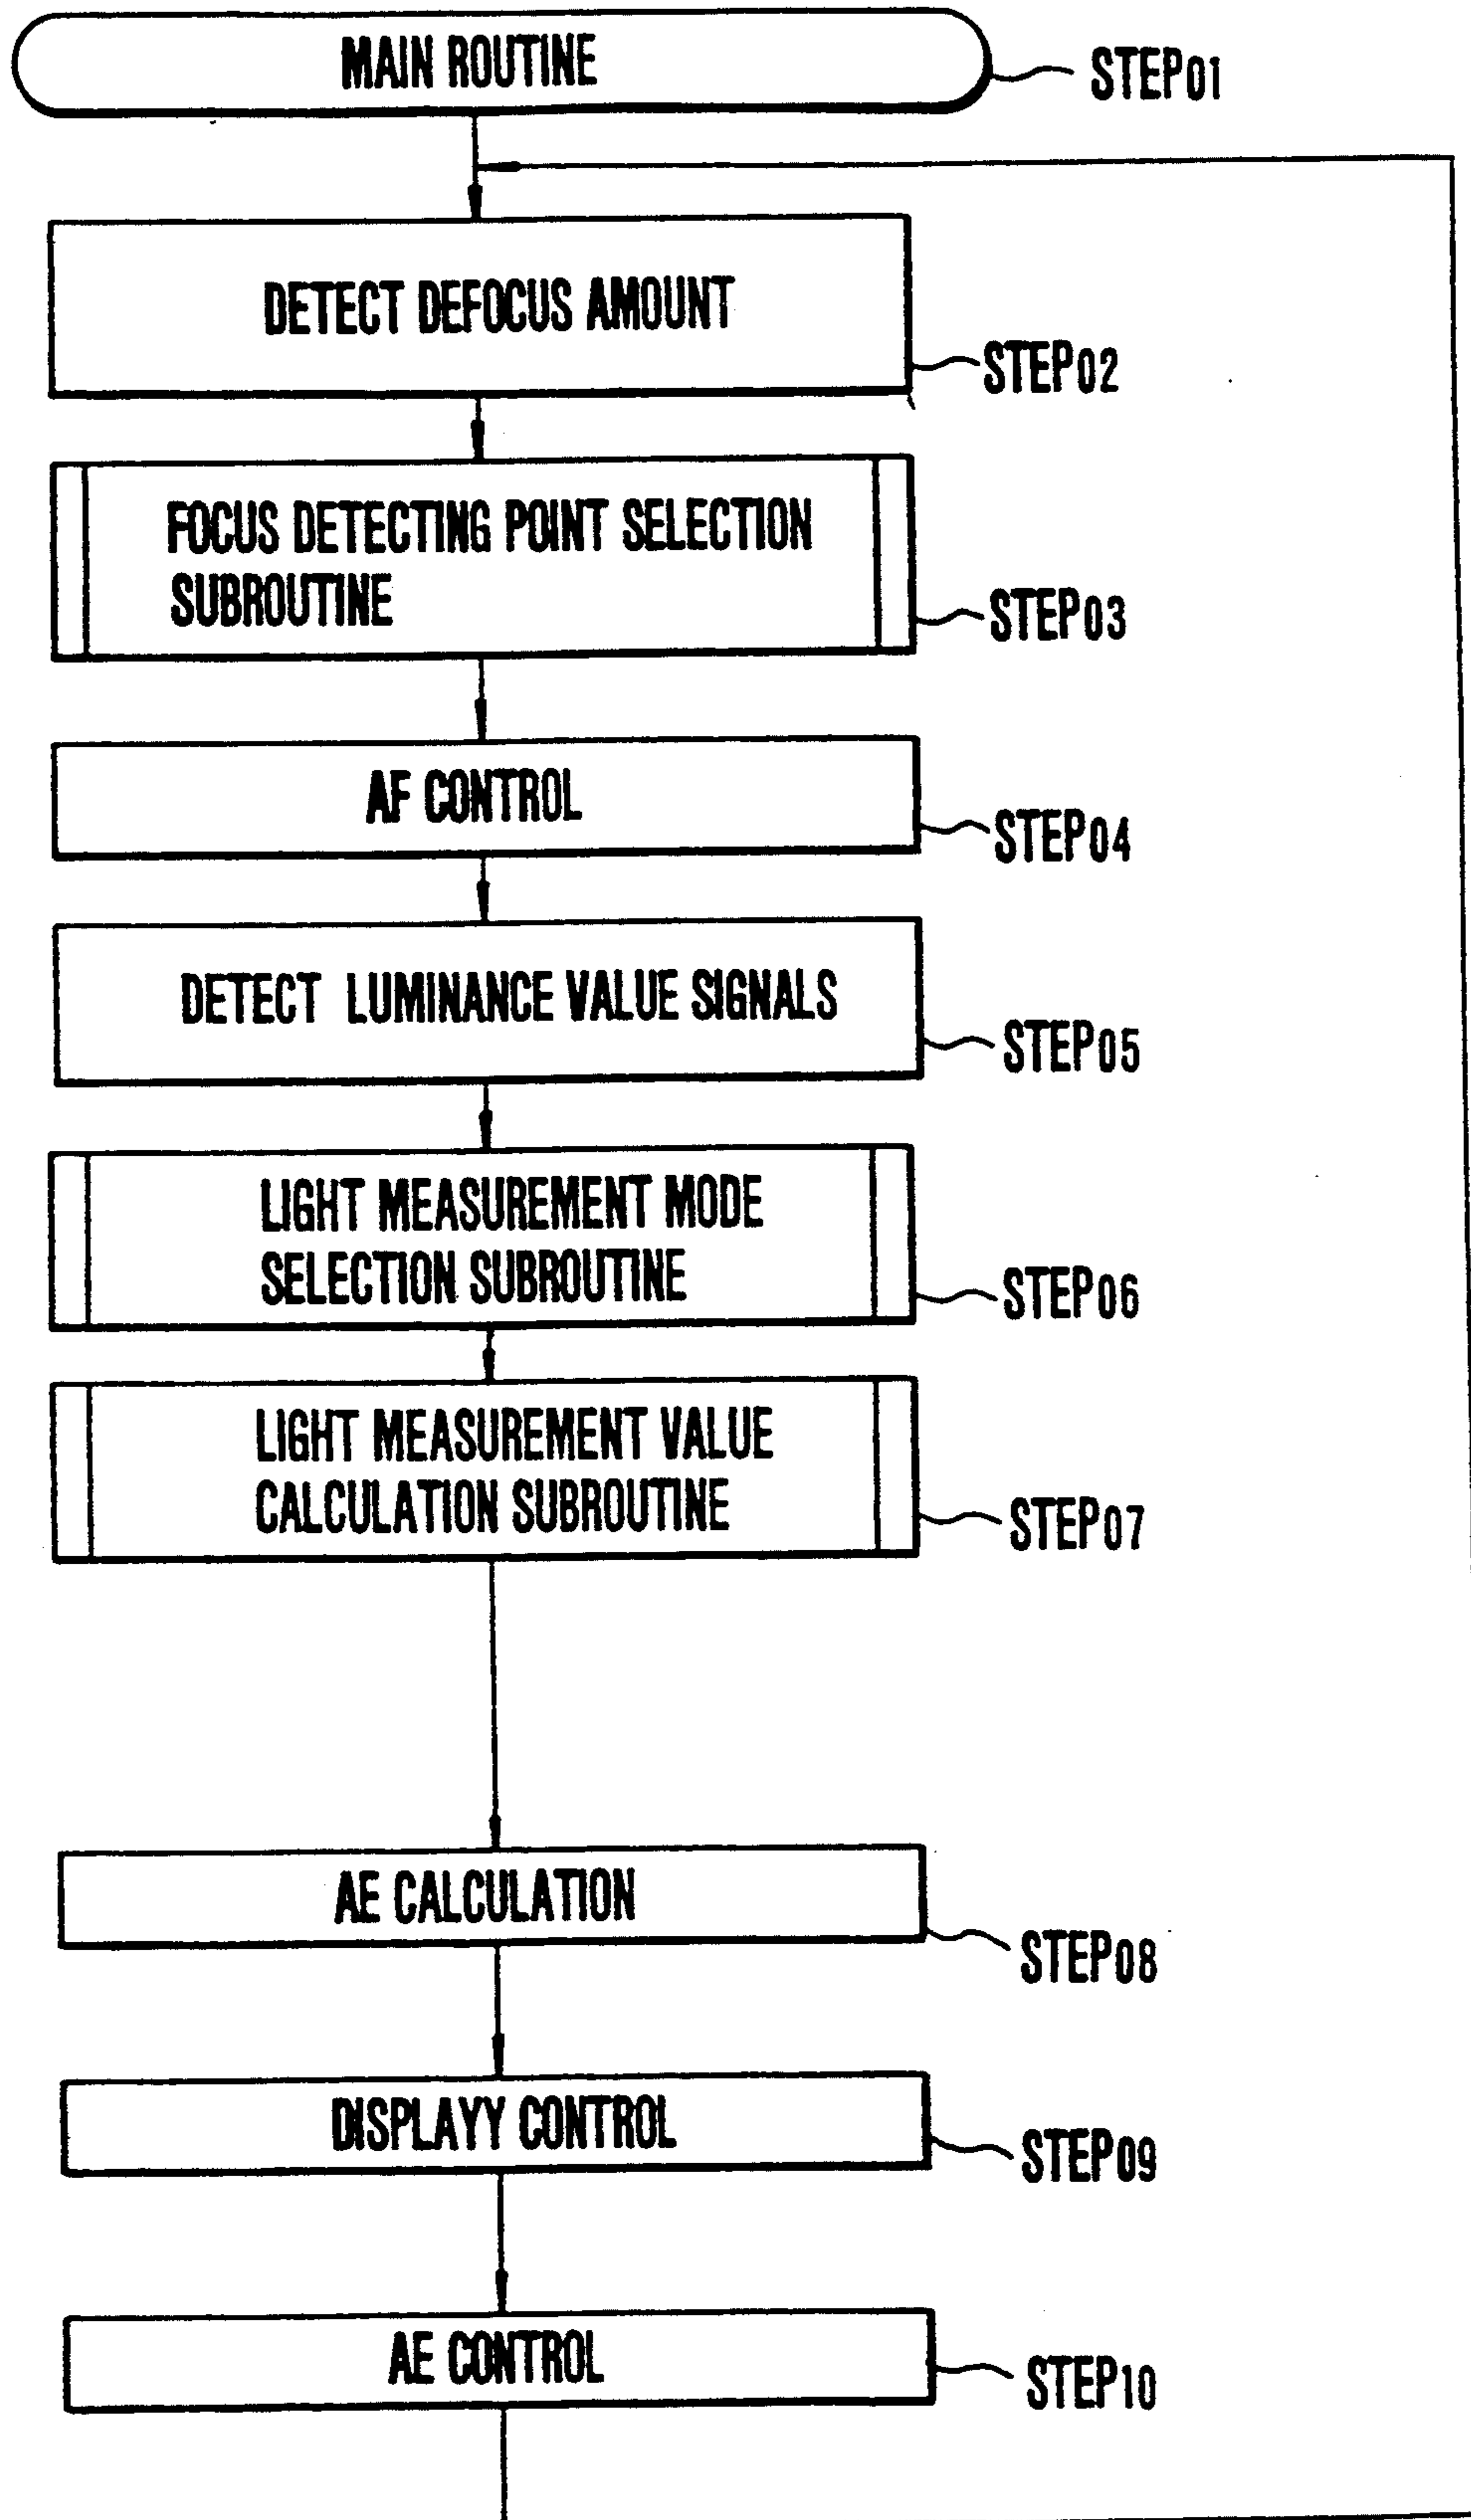 MAIN ROUTINE
STEP01
DETECT DEFOCUS AMOUNT
STEP02
FOCUS DETECTING POINT SELECTION
SUBROUTINE
STEP03
AF CONTROL
STEP04
DETECT LUMINANCE VALUE SIGNALS
STEP05
LIGHT MEASUREMENT MODE
SELECTION SUBROUTINE
STEP06
LIGHT MEASUREMENT VALUE
CALCULATION SUBROUTINE
STEP07
AE CALCULATION
STEP08
DISPLAYY CONTROL
STEP09
AE CONTROL
STEP10